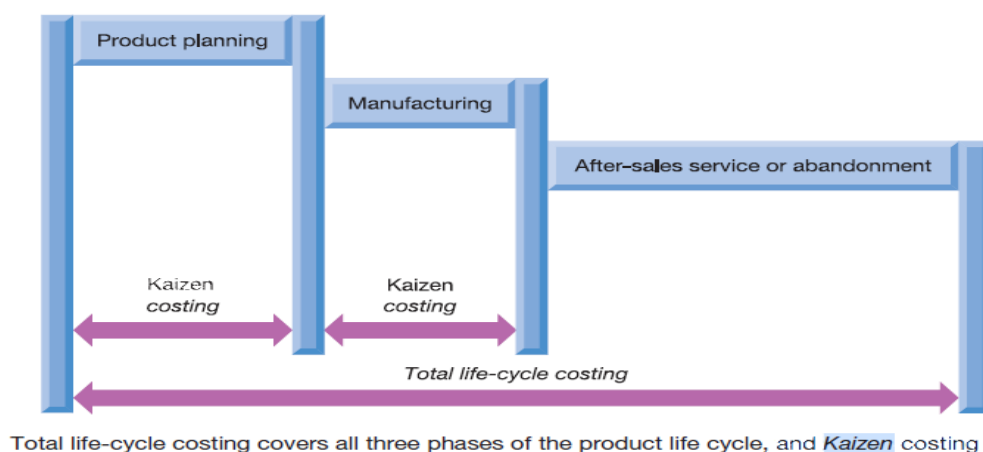 Product planning
Manufacturing
After-sales service or abandonment
Kaizen
costing
Kaizen
costing
Total life-cycle costing
Total life-cycle costing covers all three phases of the product life cycle, and Kaizen costing